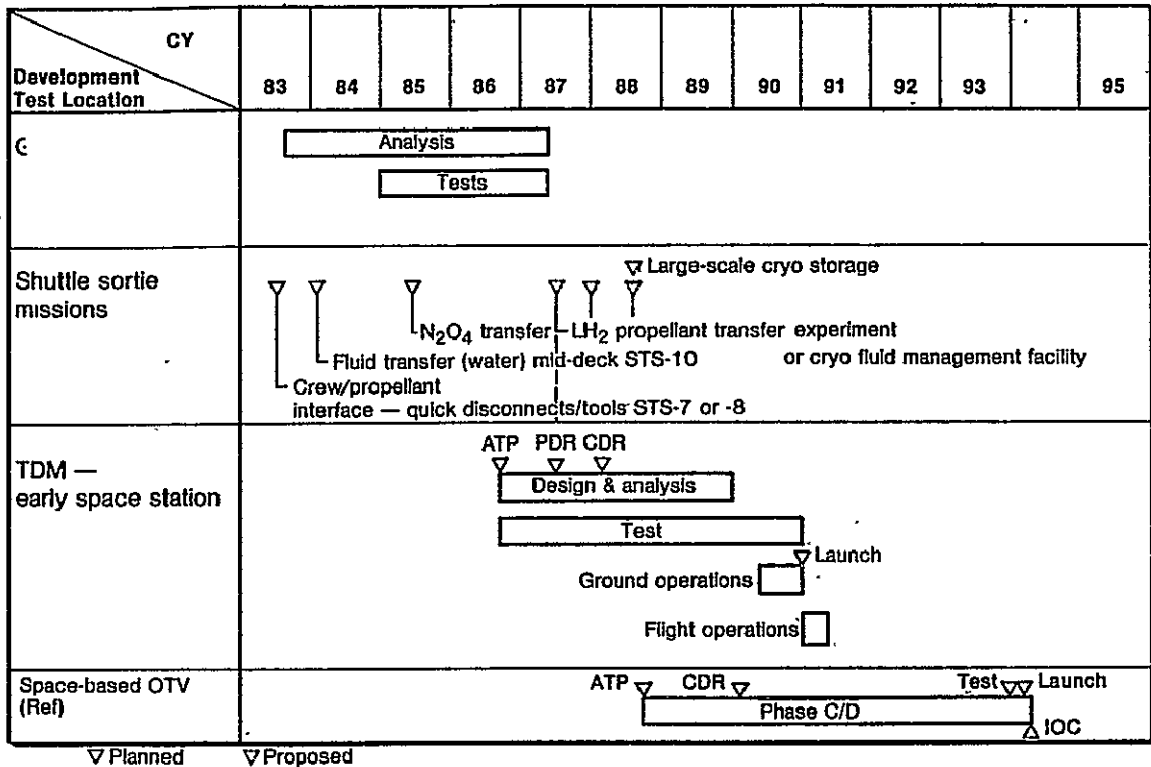 CY
Development
Test Location
83 84 85 86 87 88 89 90 91 92 93 95
G
Analysis
Tests
Shuttle sortie
missions
Large-scale cryo storage
N2O4 transfer LH2 propellant transfer experiment
Fluid transfer (water) mid-deck STS-10 or cryo fluid management facility
Crew/propellant
interface — quick disconnects/tools STS-7 or -8
TDM —
early space station
ATP PDR CDR
Design & analysis
Test
Launch
Ground operations
Flight operations
Space-based OTV
(Ref)
ATP CDR Test Launch
Phase C/D
IOC
Planned Proposed